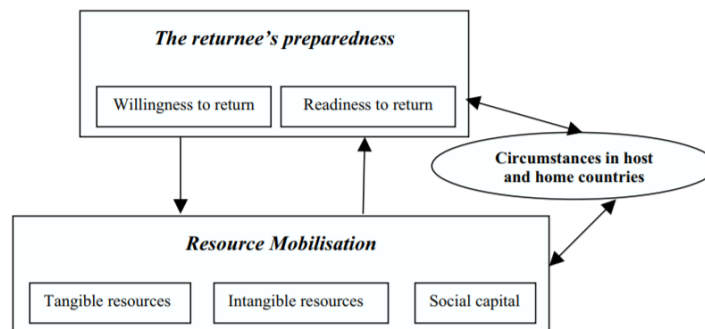 The returnee's preparedness
Willingness to return
Readiness to return
Circumstances in host
and home countries
Resource Mobilisation
Tangible resources
Intangible resources
Social capital